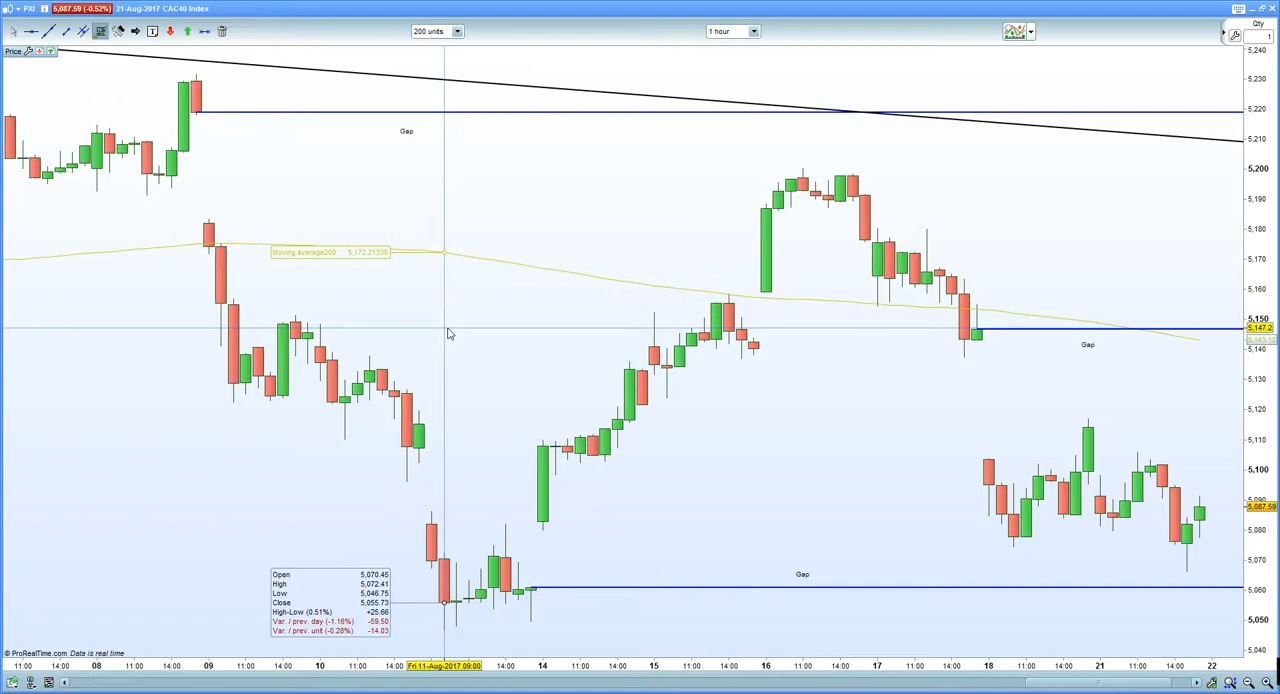 PXI 5,087.59 (-0.52%) 21-Aug-2017 CAC40 Index
200 units 1 hour Qty
1
Price
5,240
5,230
5,220
5,210
5,200
5,190
5,180
5,170
5,160
5,150
5,147.2
5,140
5,130
5,120
5,110
5,100
5,087.59
5,080
5,070
5,060
5,050
5,040
Gap
Moving average200 5,172.21330
Gap
Gap
Open 5,070.45
High 5,072.41
Low 5,046.75
Close 5,055.73
High-Low (0.51%) +25.66
Var. / prev. day (-1.16%) -59.50
Var. / prev. unit (-0.28%) -14.03
© ProRealTime.com Data is real time
11:00 14:00 08 11:00 14:00 09 11:00 14:00 10 11:00 14:00 Fri 11-Aug-2017 09:00 14:00 14 11:00 14:00 15 11:00 14:00 16 11:00 14:00 17 11:00 14:00 18 11:00 14:00 21 11:00 14:00 22